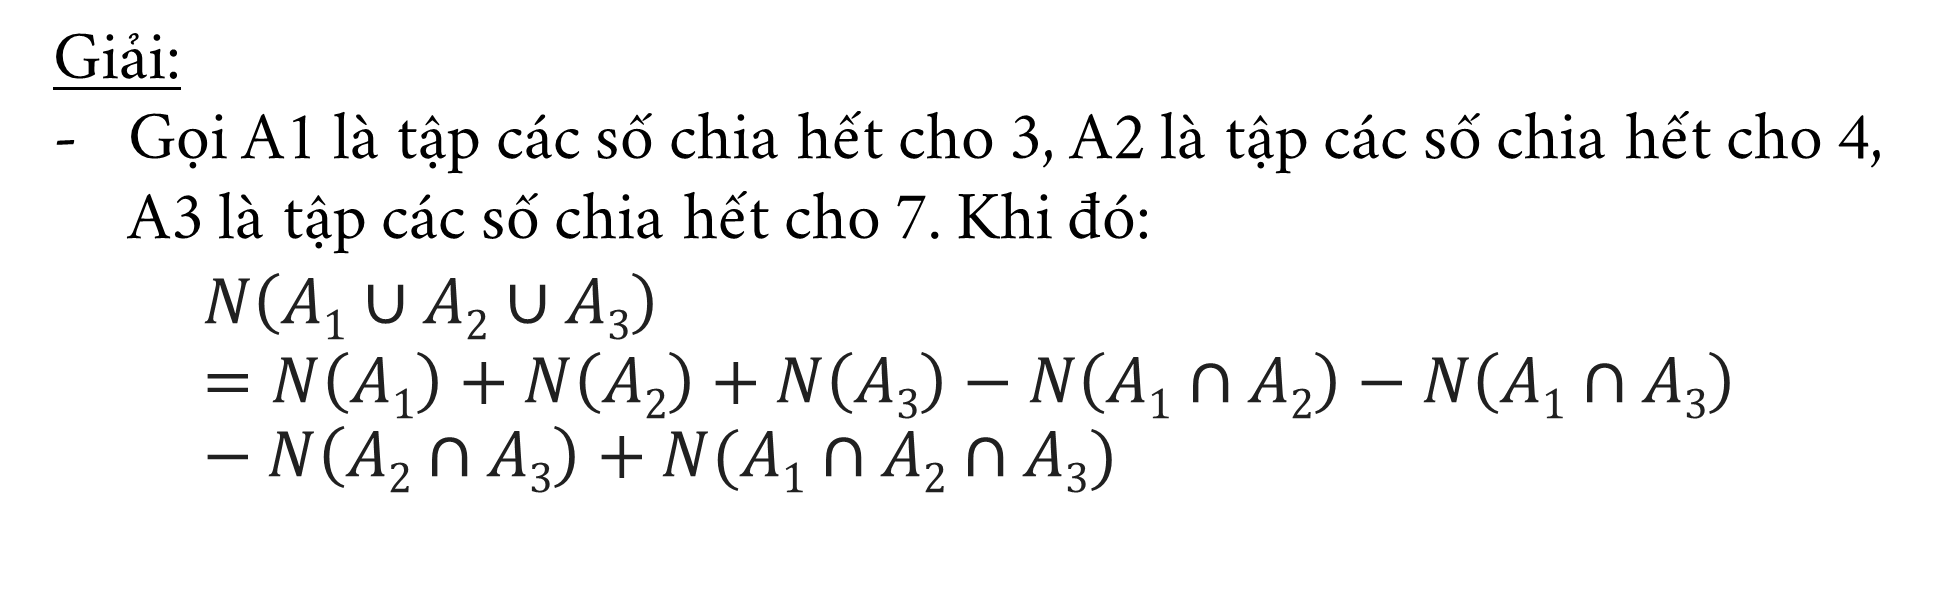 Giải:
- Gọi A1 là tập các số chia hết cho 3, A2 là tập các số chia hết cho 4,
A3 là tập các số chia hết cho 7. Khi đó:
𝑁(𝐴₁ ∪ 𝐴₂ ∪ 𝐴₃)
= 𝑁(𝐴₁) + 𝑁(𝐴₂) + 𝑁(𝐴₃) − 𝑁(𝐴₁ ∩ 𝐴₂) − 𝑁(𝐴₁ ∩ 𝐴₃)
− 𝑁(𝐴₂ ∩ 𝐴₃) + 𝑁(𝐴₁ ∩ 𝐴₂ ∩ 𝐴₃)